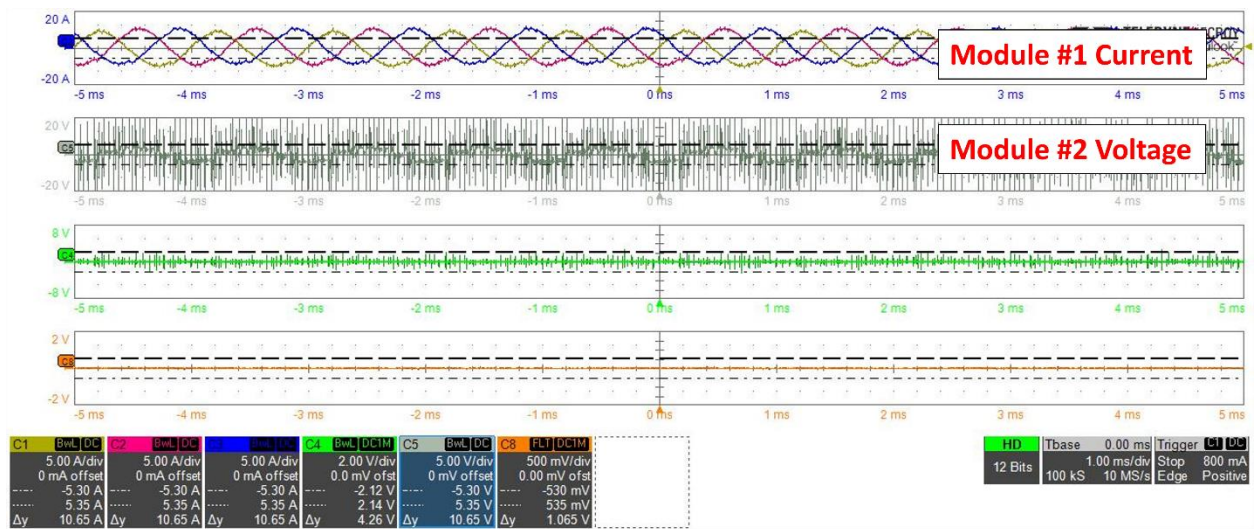 20 A
-20 A
TELEDYNE LECROY
Module #1 Current
-5 ms -4 ms -3 ms -2 ms -1 ms 0 ms 1 ms 2 ms 3 ms 4 ms 5 ms
20 V
C5
-20 V
Module #2 Voltage
-5 ms -4 ms -3 ms -2 ms -1 ms 0 ms 1 ms 2 ms 3 ms 4 ms 5 ms
8 V
C4
-8 V
-5 ms -4 ms -3 ms -2 ms -1 ms 0 ms 1 ms 2 ms 3 ms 4 ms 5 ms
2 V
C8
-2 V
-5 ms -4 ms -3 ms -2 ms -1 ms 0 ms 1 ms 2 ms 3 ms 4 ms 5 ms
C1 BwL DC C2 BwL DC BwL DC C4 BwL DC1M C5 BwL DC C8 FLT DC1M HD Tbase 0.00 ms Trigger C1 DC
5.00 A/div 5.00 A/div 5.00 A/div 2.00 V/div 5.00 V/div 500 mV/div 12 Bits 1.00 ms/div Stop 800 mA
0 mA offset 0 mA offset 0 mA offset 0.0 mV ofst 0 mV offset 0.00 mV ofst 100 kS 10 MS/s Edge Positive
-5.30 A -5.30 A -5.30 A -2.12 V -5.30 V -530 mV
5.35 A 5.35 A 5.35 A 2.14 V 5.35 V 535 mV
Δy 10.65 A Δy 10.65 A Δy 10.65 A Δy 4.26 V Δy 10.65 V Δy 1.065 V